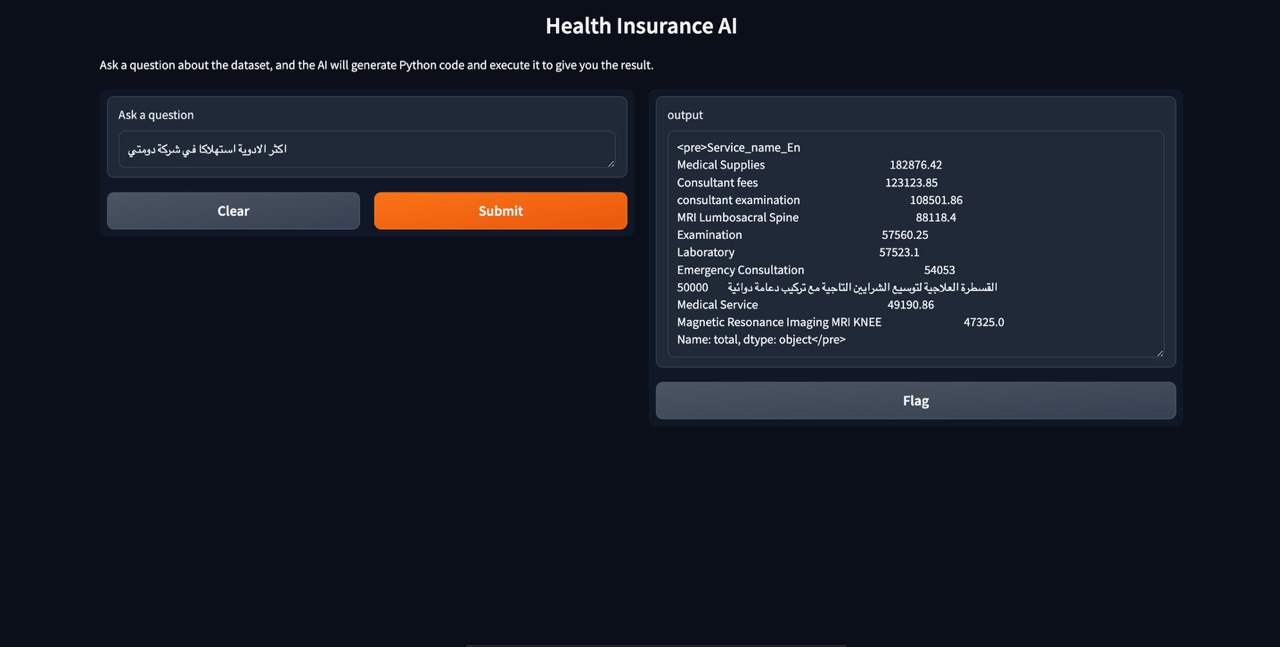 Health Insurance AI
Ask a question about the dataset, and the AI will generate Python code and execute it to give you the result.
Ask a question
اكثر الادوية استهلاكا في شركة دومتي
Clear
Submit
output
<pre>Service_name_En
Medical Supplies 182876.42
Consultant fees 123123.85
consultant examination 108501.86
MRI Lumbosacral Spine 88118.4
Examination 57560.25
Laboratory 57523.1
Emergency Consultation 54053
القسطرة العلاجية لتوسيع الشرايين التاجية مع تركيب دعامة دوائية 50000
Medical Service 49190.86
Magnetic Resonance Imaging MRI KNEE 47325.0
Name: total, dtype: object</pre>
Flag